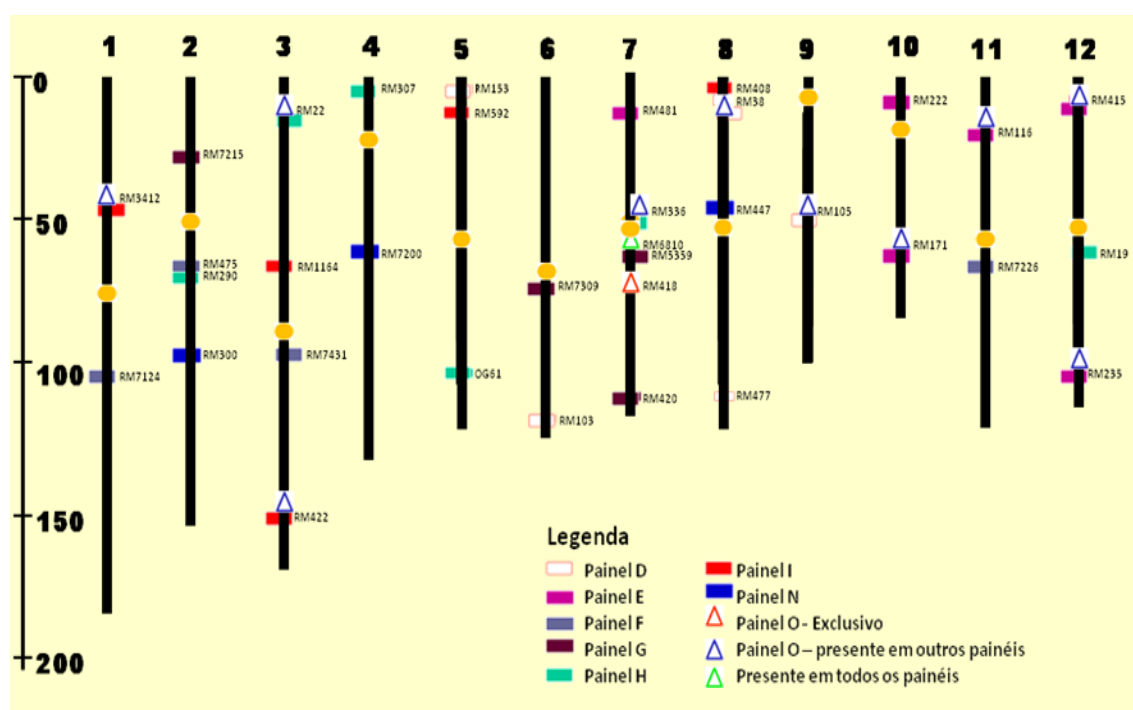 1 2 3 4 5 6 7 8 9 10 11 12
0
50
100
150
200
RM3412
RM7124
RM7215
RM475
RM290
RM300
RM22
RM1164
RM7431
RM422
RM307
RM7200
RM153
RM592
OG61
RM7309
RM103
RM481
RM336
RM6810
RM5359
RM418
RM420
RM408
RM38
RM447
RM477
RM105
RM222
RM171
RM116
RM7226
RM415
RM19
RM235
Legenda
Painel D
Painel E
Painel F
Painel G
Painel H
Painel I
Painel N
Painel O - Exclusivo
Painel O – presente em outros painéis
Presente em todos os painéis